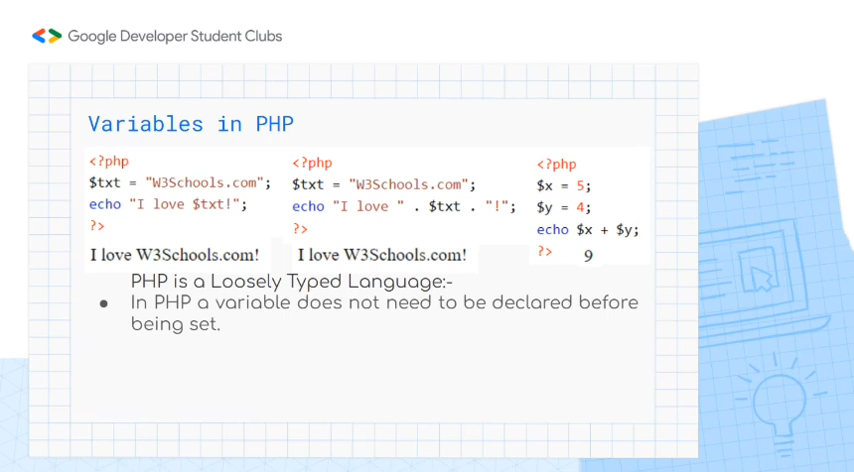 Google Developer Student Clubs
Variables in PHP
<?php
$txt = "W3Schools.com";
echo "I love $txt!";
?>
I love W3Schools.com!
<?php
$txt = "W3Schools.com";
echo "I love " . $txt . "!";
?>
I love W3Schools.com!
<?php
$x = 5;
$y = 4;
echo $x + $y;
?>
9
PHP is a Loosely Typed Language:-
● In PHP a variable does not need to be declared before
being set.